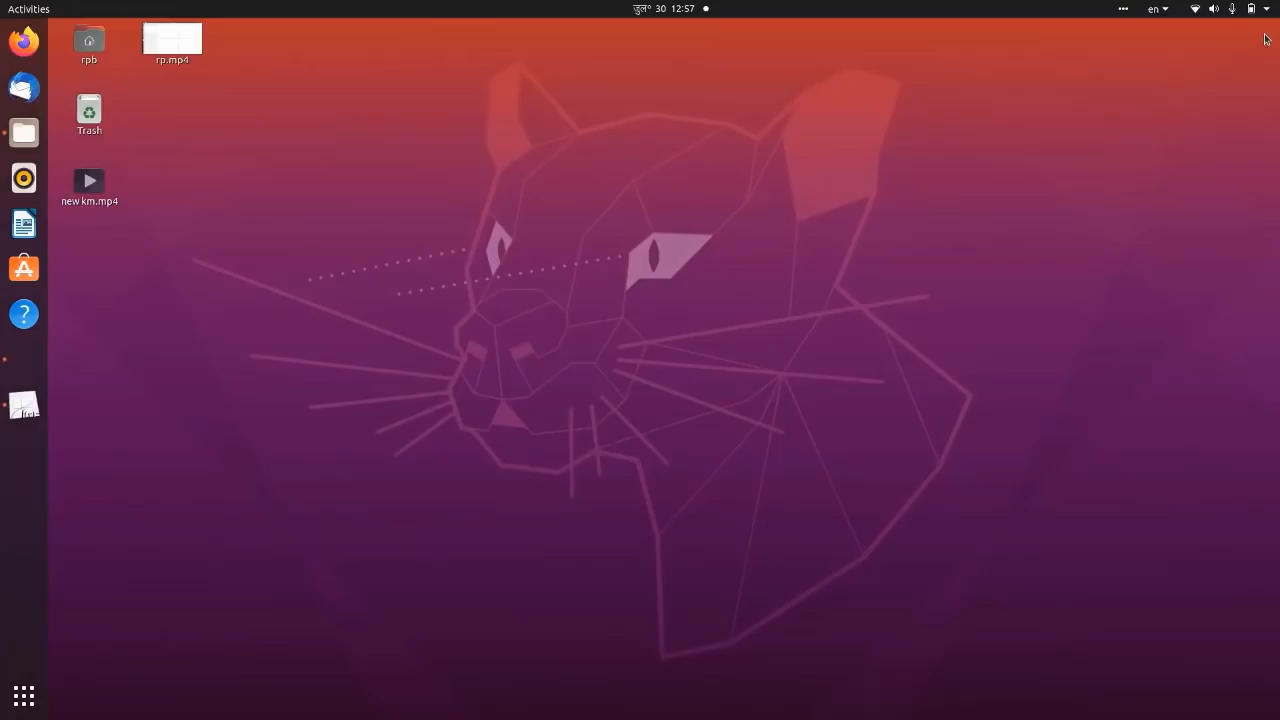 Activities
जुल॰ 30 12:57
en
rpb
rp.mp4
Trash
new km.mp4